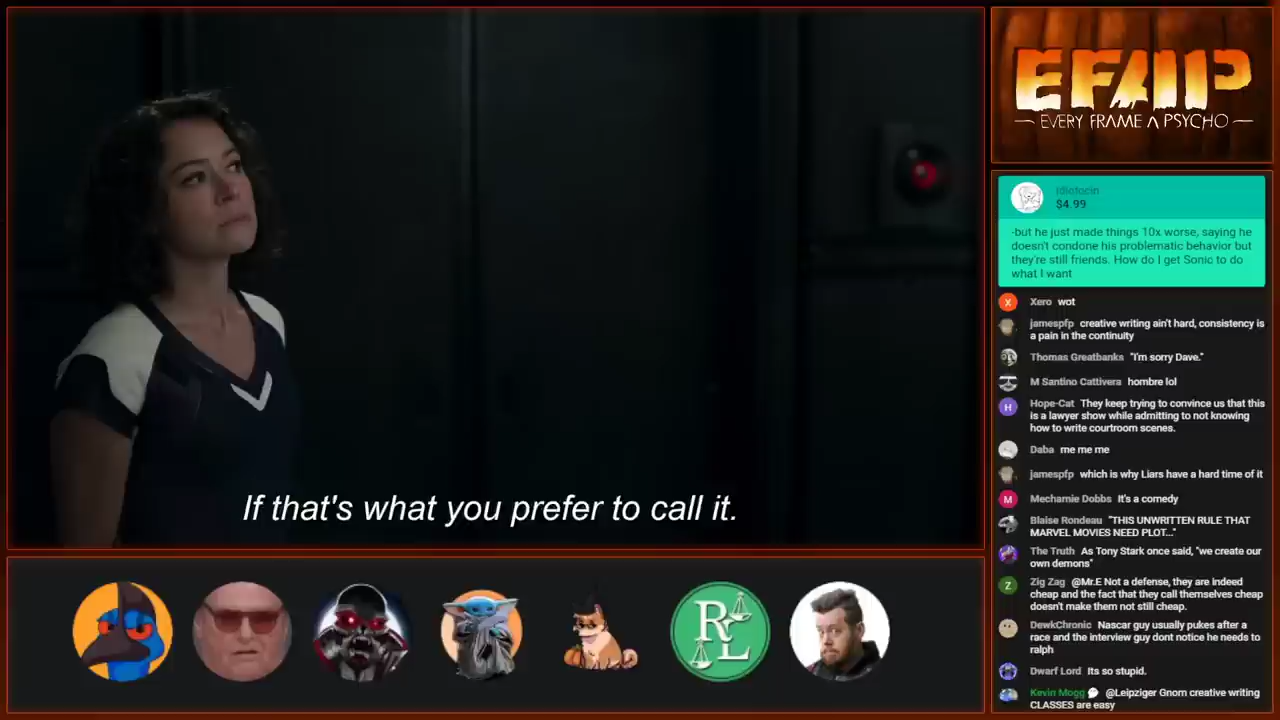 If that's what you prefer to call it.
EFAP
EVERY FRAME A PSYCHO
Idiotocin
$4.99
-but he just made things 10x worse, saying he
doesn't condone his problematic behavior but
they're still friends. How do I get Sonic to do
what I want
X Xero wot
jamespfp creative writing ain't hard, consistency is
a pain in the continuity
Thomas Greatbanks "I'm sorry Dave."
M Santino Cattivera hombre lol
H Hope-Cat They keep trying to convince us that this
is a lawyer show while admitting to not knowing
how to write courtroom scenes.
Daba me me me
jamespfp which is why Liars have a hard time of it
M Mecharnie Dobbs It's a comedy
Blaise Rondeau "THIS UNWRITTEN RULE THAT
MARVEL MOVIES NEED PLOT..."
The Truth As Tony Stark once said, "we create our
own demons"
Z Zig Zag @Mr.E Not a defense, they are indeed
cheap and the fact that they call themselves cheap
doesn't make them not still cheap.
DewkChronic Nascar guy usually pukes after a
race and the interview guy dont notice he needs to
ralph
Dwarf Lord Its so stupid.
Kevin Mogg @Leipziger Gnom creative writing
CLASSES are easy
RL